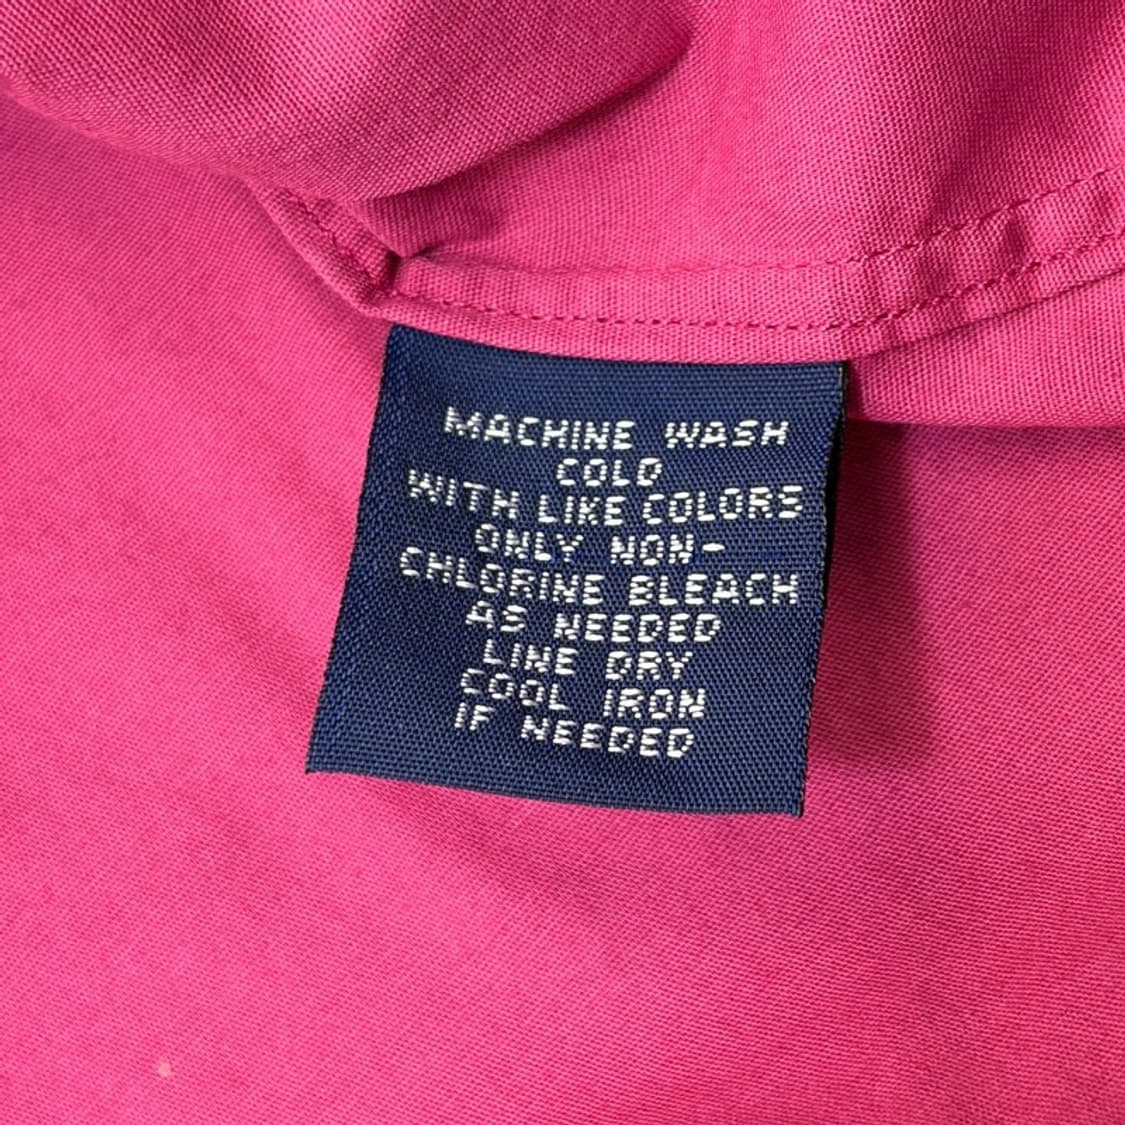 MACHINE WASH
COLD
WITH LIKE COLORS
ONLY NON-
CHLORINE BLEACH
AS NEEDED
LINE DRY
COOL IRON
IF NEEDED